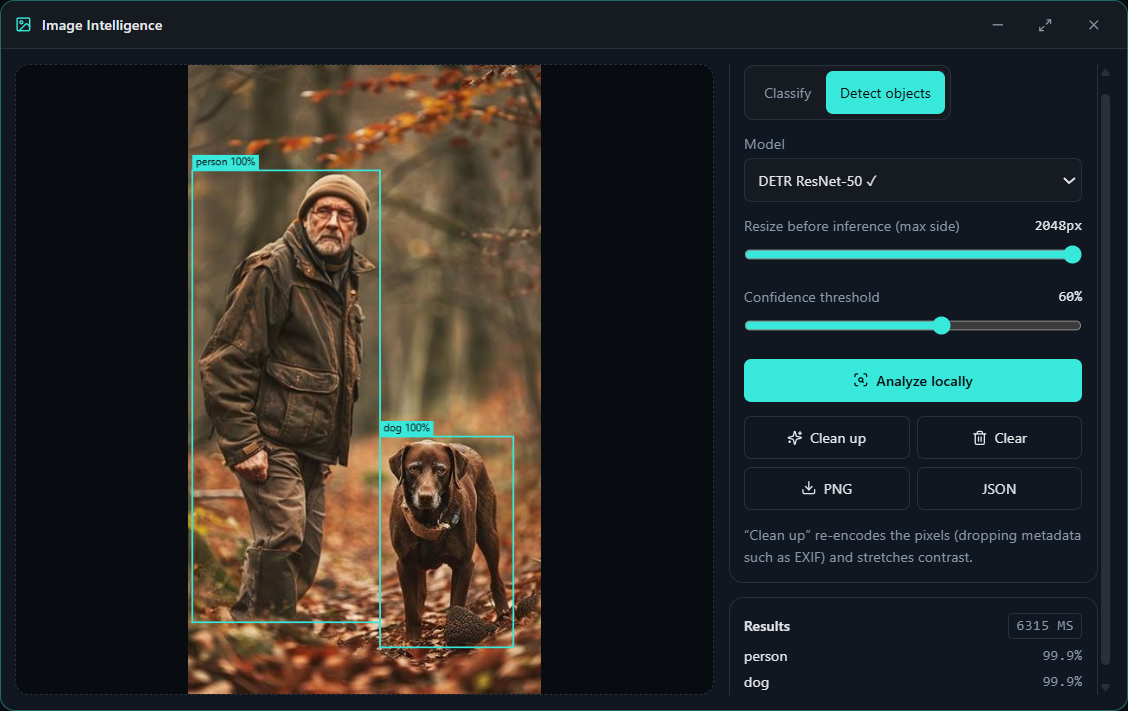 Image Intelligence
person 100%
dog 100%
Classify
Detect objects
Model
DETR ResNet-50 ✓
Resize before inference (max side) 2048px
Confidence threshold 60%
Analyze locally
Clean up
Clear
PNG
JSON
“Clean up” re-encodes the pixels (dropping metadata
such as EXIF) and stretches contrast.
Results 6315 MS
person 99.9%
dog 99.9%